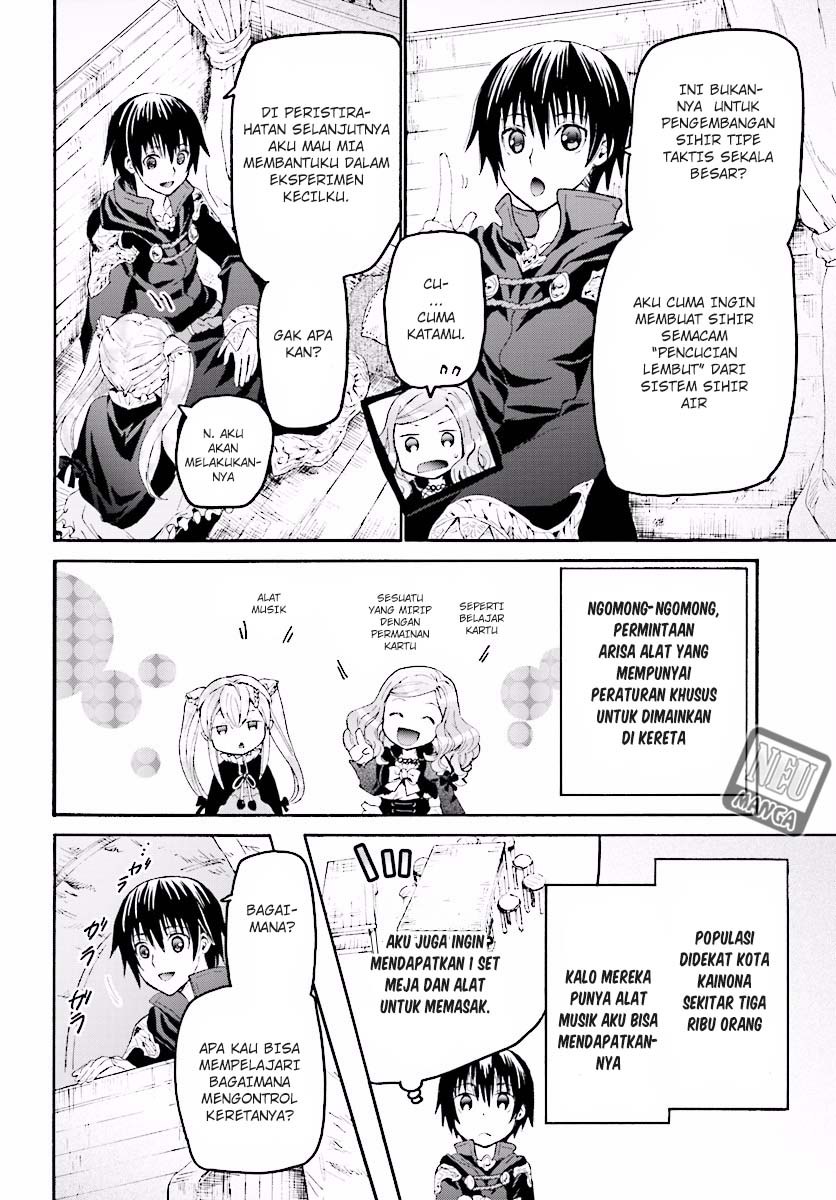 INI BUKAN-
NYA UNTUK
PENGEMBANGAN
SIHIR TIPE
TAKTIS SEKALA
BESAR?
AKU CUMA INGIN
MEMBUAT SIHIR
SEMACAM
"PENCUCIAN
LEMBUT" DARI
SISTEM SIHIR
AIR
CU-
...
CUMA
KATAMU.
DI PERISTIRA-
HATAN SELANJUTNYA
AKU MAU MIA
MEMBANTUKU DALAM
EKSPERIMEN
KECILKU.
GAK APA
KAN?
N. AKU
AKAN
MELAKUKAN-
NYA
NGOMONG-NGOMONG,
PERMINTAAN
ARISA ALAT YANG
MEMPUNYAI
PERATURAN KHUSUS
UNTUK DIMAINKAN
DI KERETA
SEPERTI
BELAJAR
KARTU
SESUATU
YANG MIRIP
DENGAN
PERMAINAN
KARTU
ALAT
MUSIK
NEU
MANGA
POPULASI
DIDEKAT KOTA
KAINONA
SEKITAR TIGA
RIBU ORANG
KALO MEREKA
PUNYA ALAT
MUSIK AKU BISA
MENDAPATKAN-
NYA
AKU JUGA INGIN
MENDAPATKAN 1 SET
MEJA DAN ALAT
UNTUK MEMASAK.
BAGAI-
MANA?
APA KAU BISA
MEMPELAJARI
BAGAIMANA
MENGONTROL
KERETANYA?